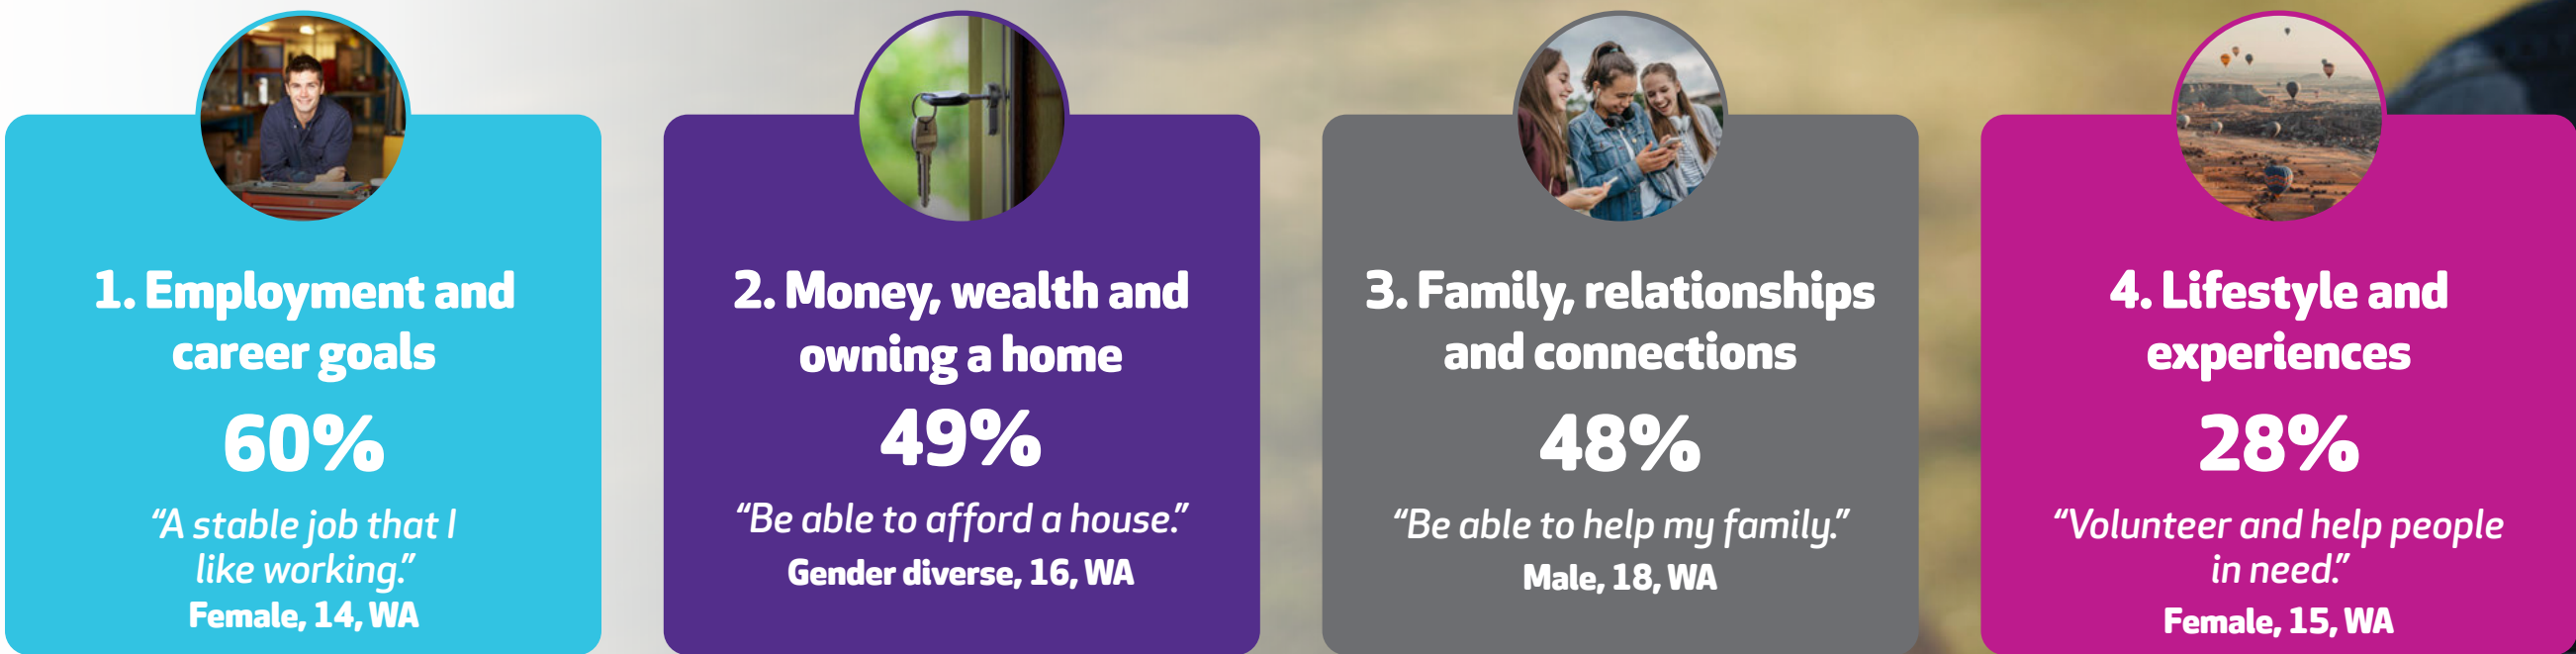 1. Employment and
career goals
60%
“A stable job that I
like working.”
Female, 14, WA
2. Money, wealth and
owning a home
49%
“Be able to afford a house.”
Gender diverse, 16, WA
3. Family, relationships
and connections
48%
“Be able to help my family.”
Male, 18, WA
4. Lifestyle and
experiences
28%
“Volunteer and help people
in need.”
Female, 15, WA